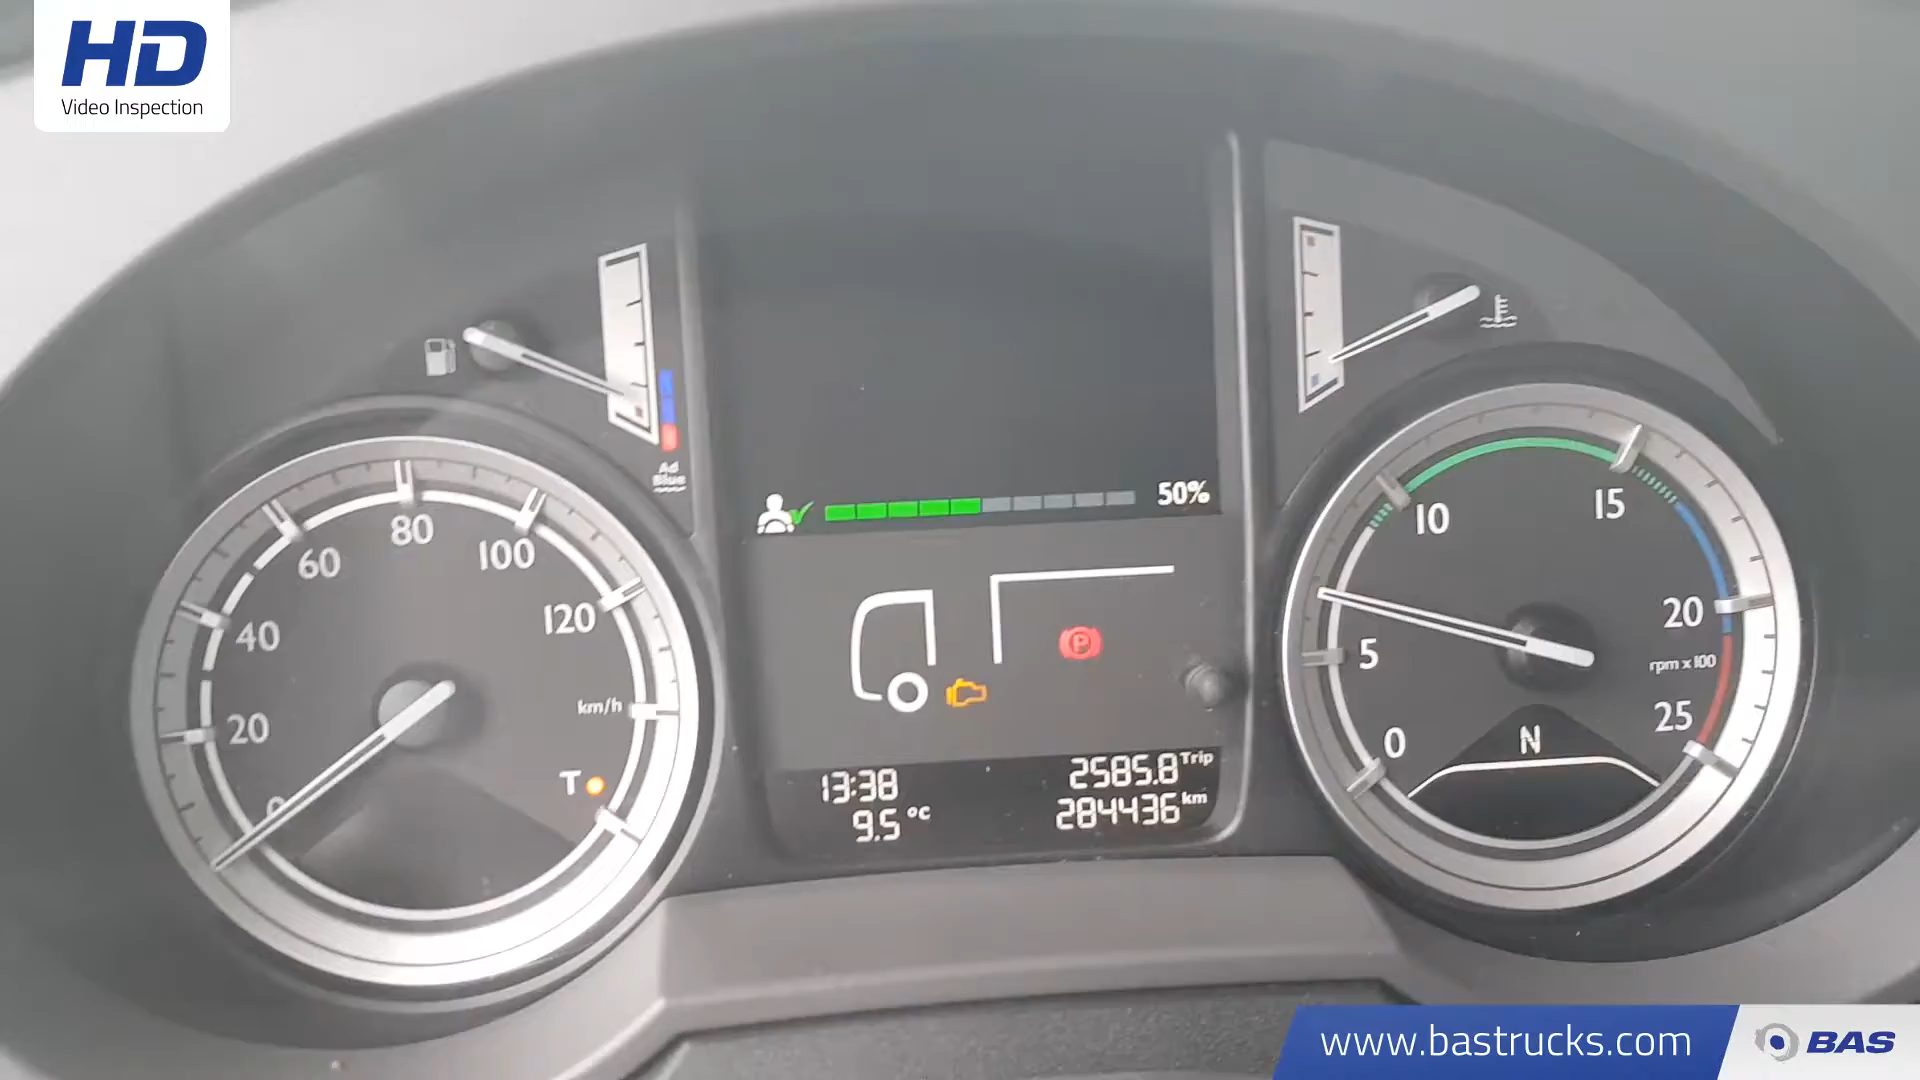 HD
Video Inspection
Ad
Blue
50%
20
40
60
80
100
120
km/h
T
0
0
5
10
15
20
25
rpm x 100
N
P
13:38
9.5 °C
2585.8 Trip
284436 km
www.bastrucks.com
BAS